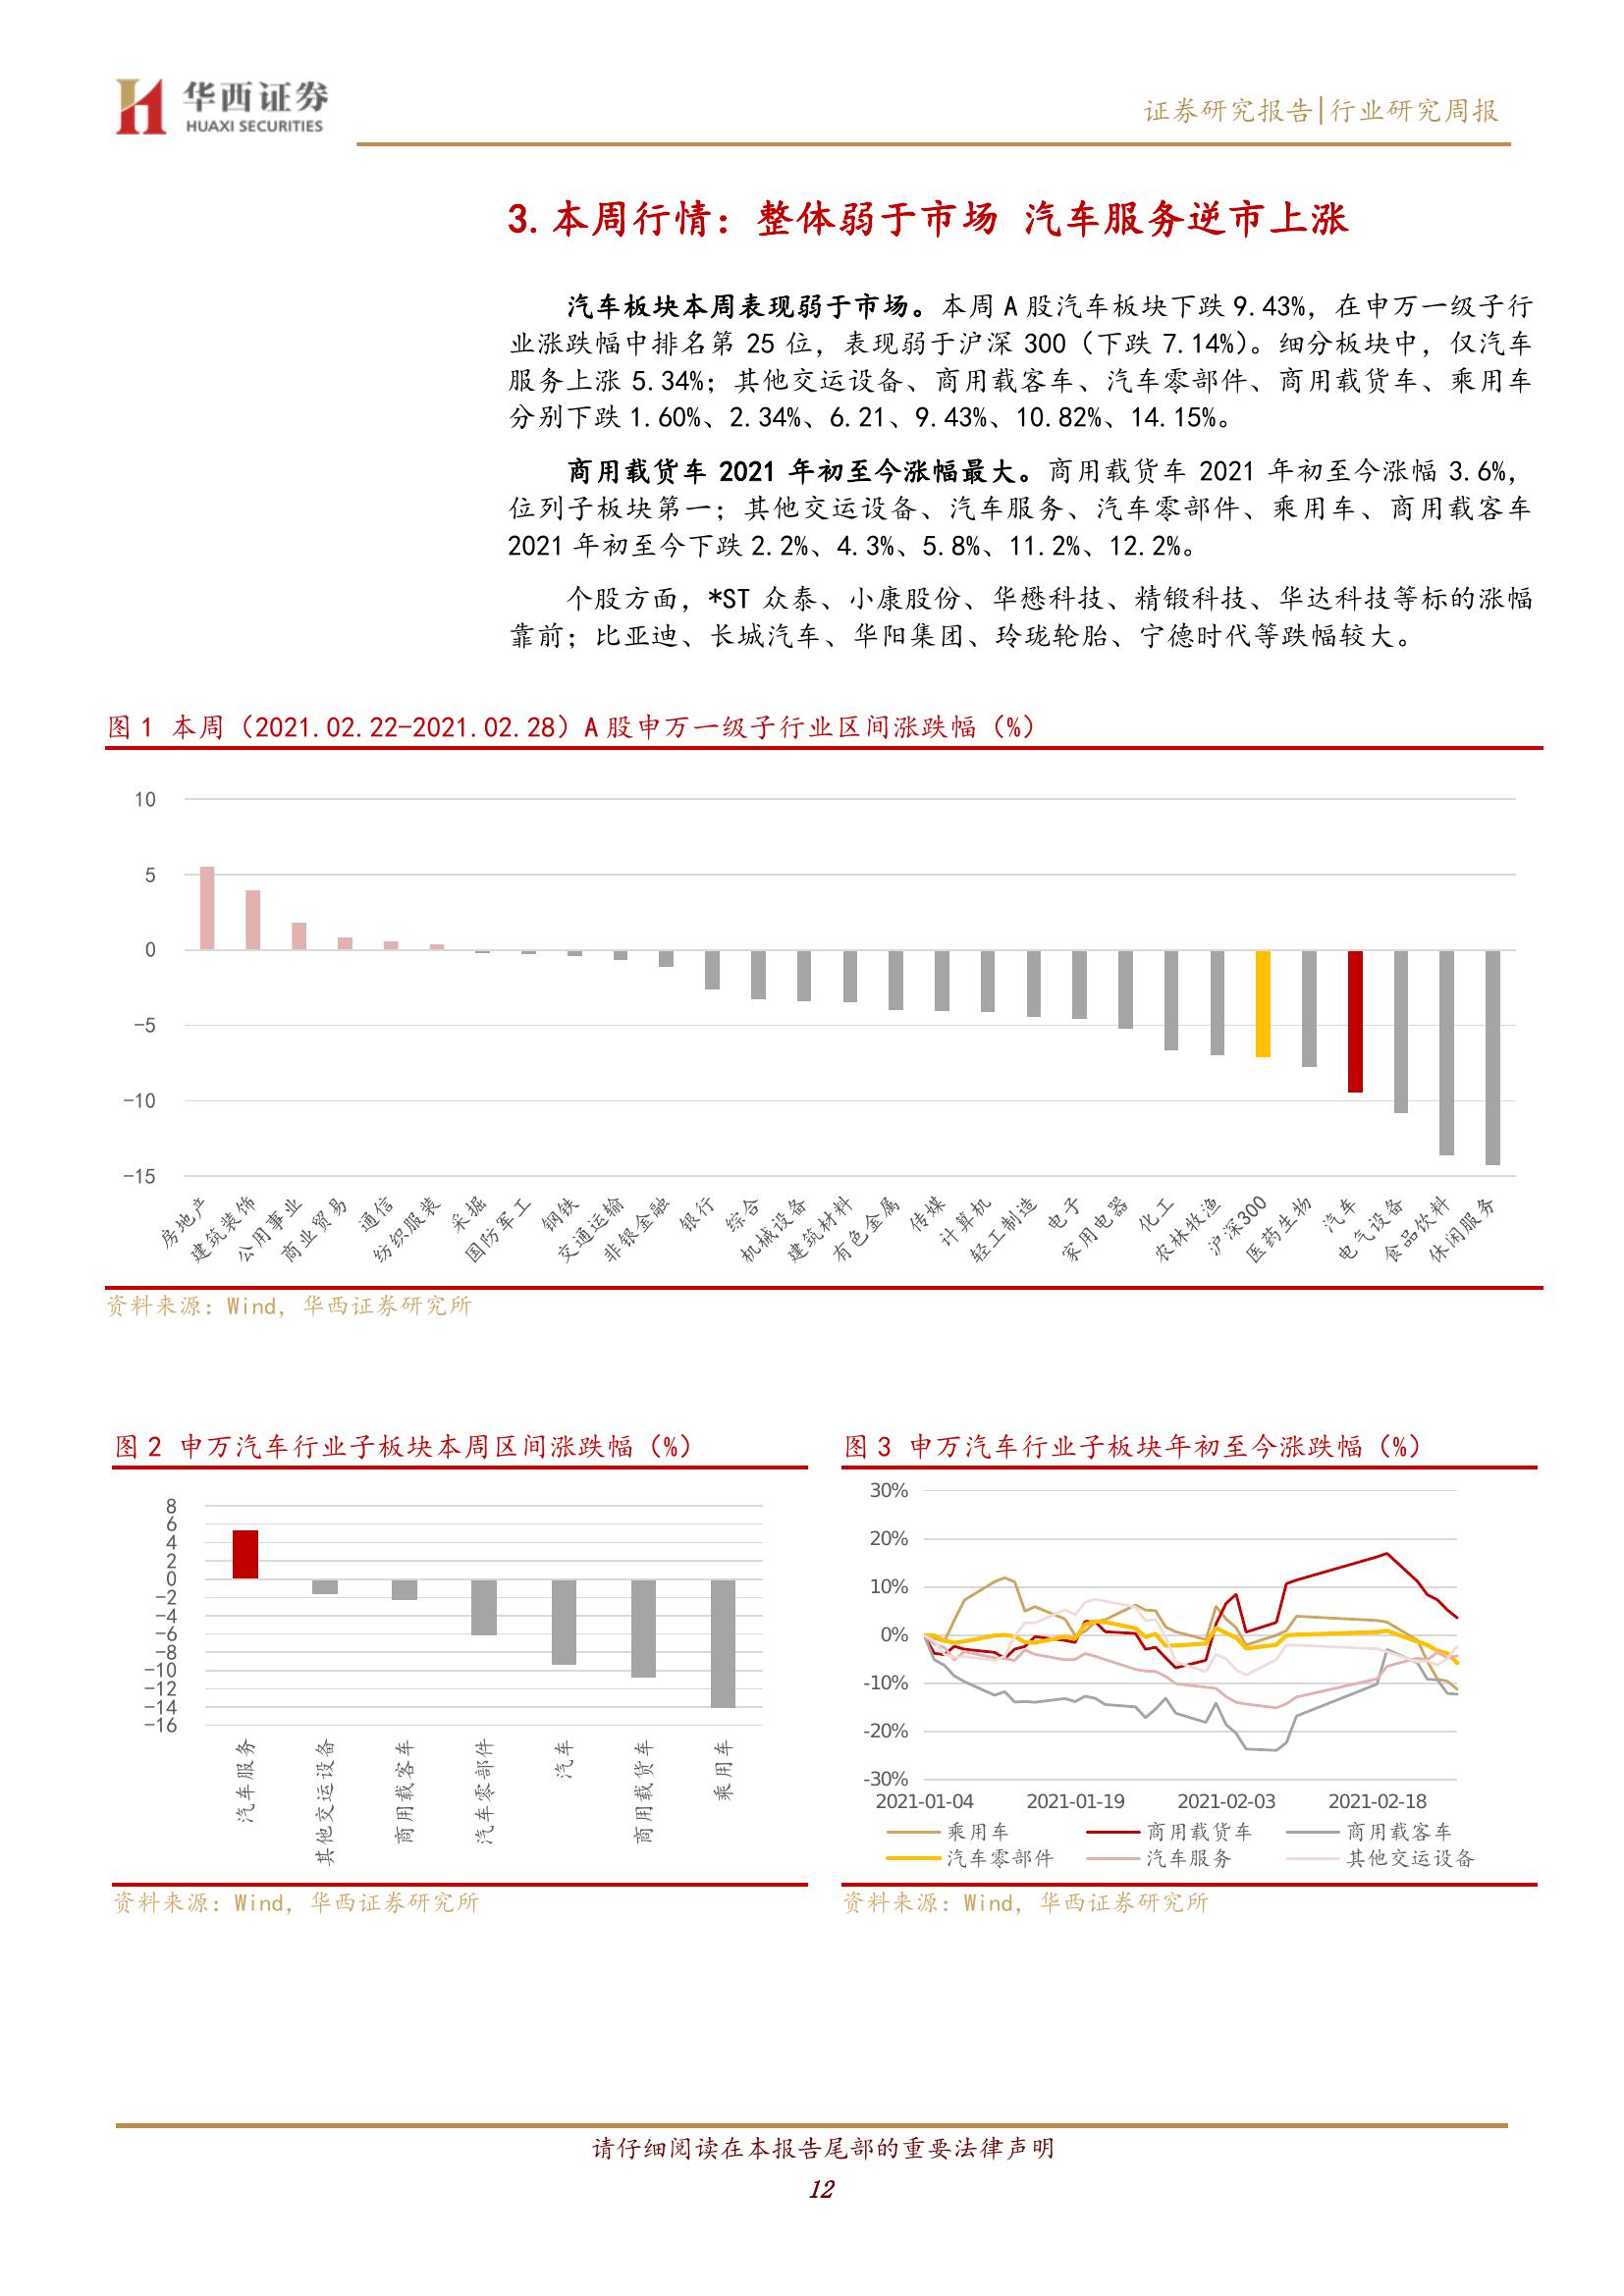 华西证券
HUAXI SECURITIES
证券研究报告|行业研究周报
3. 本周行情：整体弱于市场 汽车服务逆市上涨
汽车板块本周表现弱于市场。本周 A 股汽车板块下跌 9.43%，在申万一级子行
业涨跌幅中排名第 25 位，表现弱于沪深 300（下跌 7.14%）。细分板块中，仅汽车
服务上涨 5.34%；其他交运设备、商用载客车、汽车零部件、商用载货车、乘用车
分别下跌 1.60%、2.34%、6.21、9.43%、10.82%、14.15%。
商用载货车 2021 年初至今涨幅最大。商用载货车 2021 年初至今涨幅 3.6%，
位列子板块第一；其他交运设备、汽车服务、汽车零部件、乘用车、商用载客车
2021 年初至今下跌 2.2%、4.3%、5.8%、11.2%、12.2%。
个股方面，*ST 众泰、小康股份、华懋科技、精锻科技、华达科技等标的涨幅
靠前；比亚迪、长城汽车、华阳集团、玲珑轮胎、宁德时代等跌幅较大。
图 1 本周（2021.02.22-2021.02.28）A 股申万一级子行业区间涨跌幅（%）
10
5
0
-5
-10
-15
房地产 建筑装饰 公用事业 商业贸易 通信 纺织服装 采掘 国防军工 钢铁 交通运输 非银金融 银行 综合 机械设备 建筑材料 有色金属 传媒 计算机 轻工制造 电子 家用电器 化工 农林牧渔 沪深300 医药生物 汽车 电气设备 食品饮料 休闲服务
资料来源：Wind，华西证券研究所
图 2 申万汽车行业子板块本周区间涨跌幅（%）
8
6
4
2
0
-2
-4
-6
-8
-10
-12
-14
-16
汽车服务 其他交运设备 商用载客车 汽车零部件 汽车 商用载货车 乘用车
资料来源：Wind，华西证券研究所
图 3 申万汽车行业子板块年初至今涨跌幅（%）
30%
20%
10%
0%
-10%
-20%
-30%
2021-01-04 2021-01-19 2021-02-03 2021-02-18
乘用车 商用载货车 商用载客车
汽车零部件 汽车服务 其他交运设备
资料来源：Wind，华西证券研究所
请仔细阅读在本报告尾部的重要法律声明
12